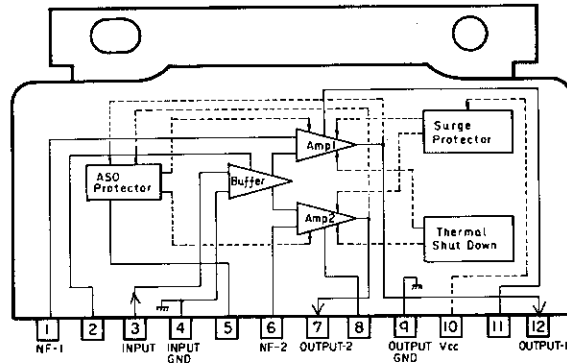 Amp1
Surge
Protector
ASO
Protector
Buffer
Amp2
Thermal
Shut Down
1 2 3 4 5 6 7 8 9 10 11 12
NF-1 INPUT INPUT GND NF-2 OUTPUT-2 OUTPUT GND Vcc OUTPUT-1